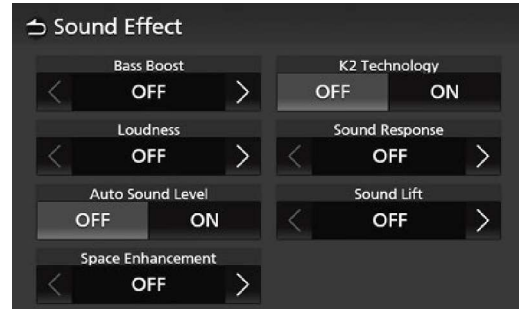 Sound Effect
Bass Boost
OFF
K2 Technology
OFF ON
Loudness
OFF
Sound Response
OFF
Auto Sound Level
OFF ON
Sound Lift
OFF
Space Enhancement
OFF